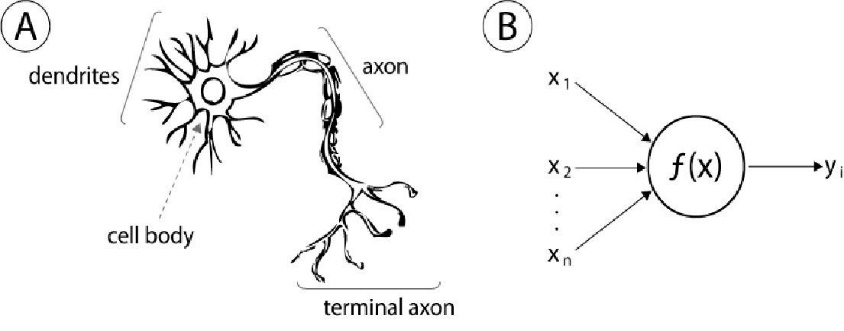 A
dendrites
axon
cell body
terminal axon
B
x1
x2
xn
f(x)
yi